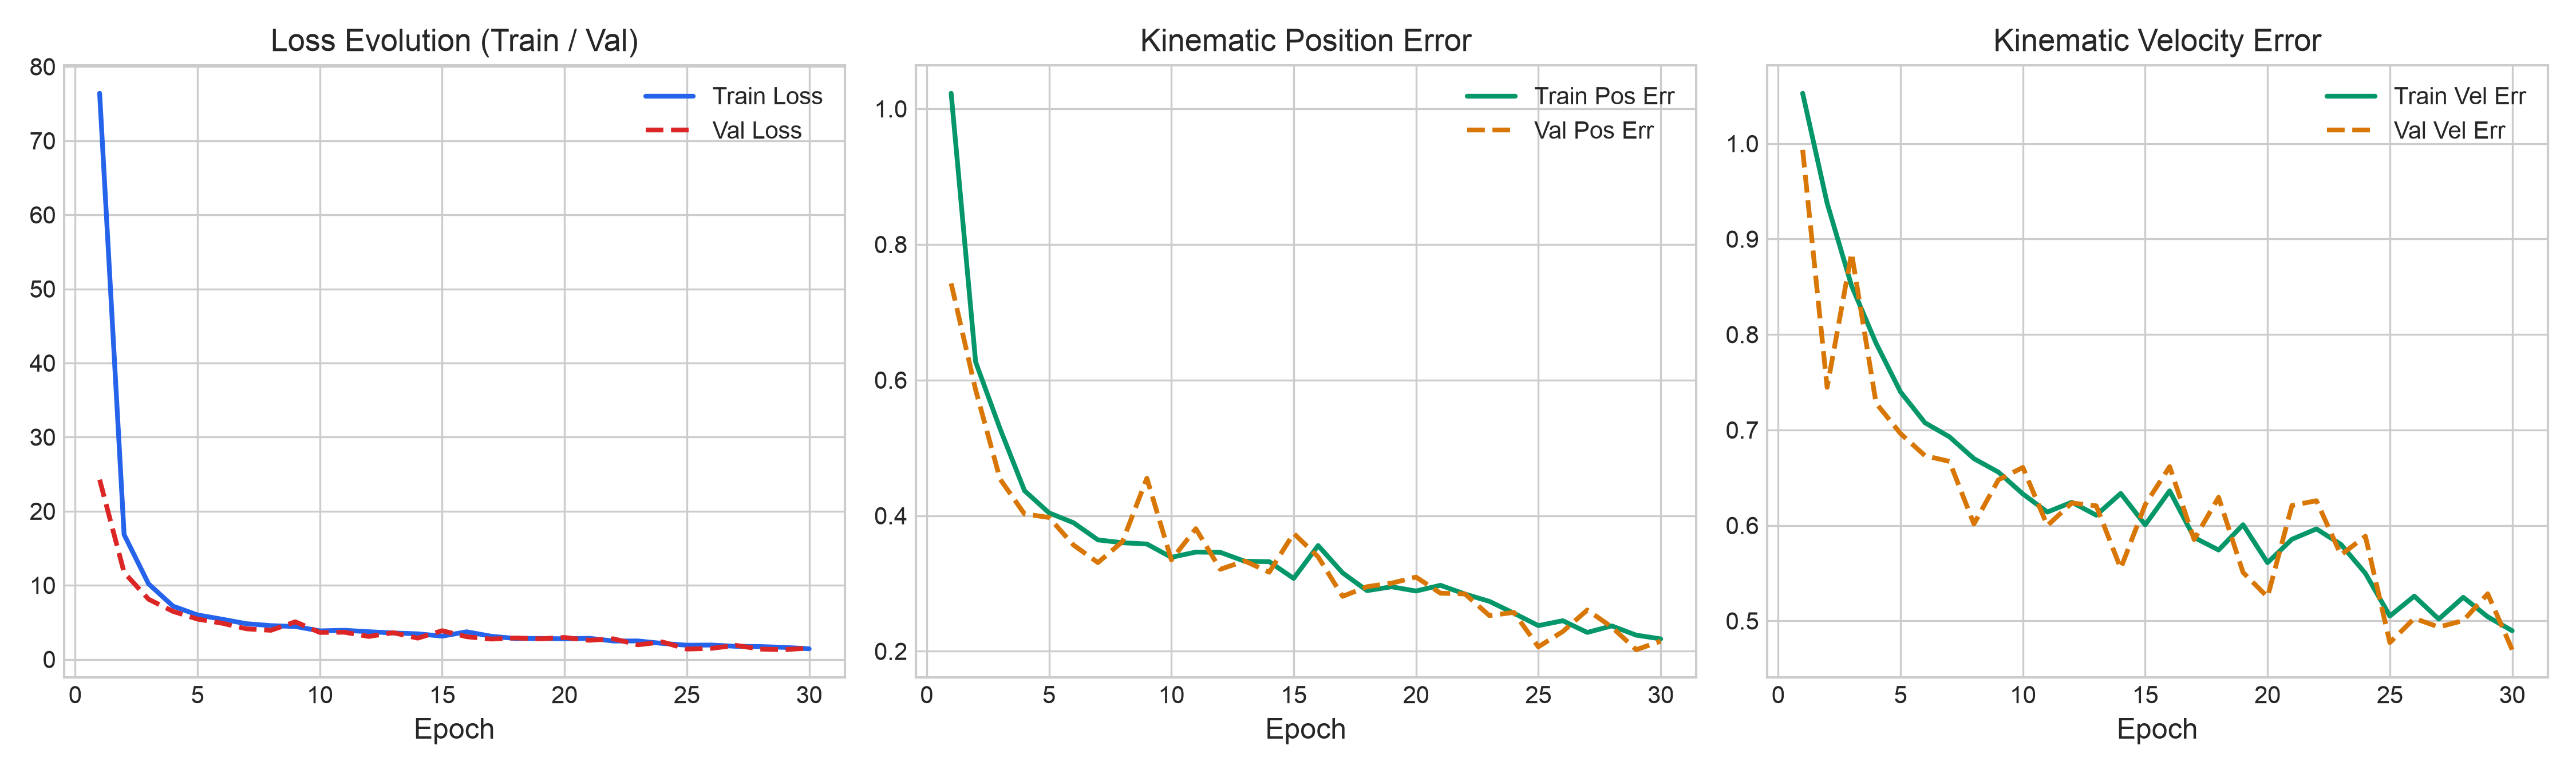 Loss Evolution (Train / Val)
80
70
60
50
40
30
20
10
0
Train Loss
Val Loss
0 5 10 15 20 25 30
Epoch
Kinematic Position Error
1.0
0.8
0.6
0.4
0.2
Train Pos Err
Val Pos Err
0 5 10 15 20 25 30
Epoch
Kinematic Velocity Error
1.0
0.9
0.8
0.7
0.6
0.5
Train Vel Err
Val Vel Err
0 5 10 15 20 25 30
Epoch